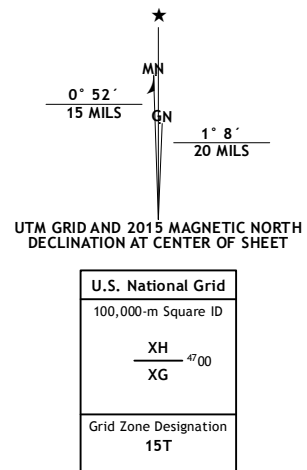 ★
MN
0° 52´
15 MILS
GN
1° 8´
20 MILS
UTM GRID AND 2015 MAGNETIC NORTH
DECLINATION AT CENTER OF SHEET
U.S. National Grid
100,000-m Square ID
XH
4700
XG
Grid Zone Designation
15T